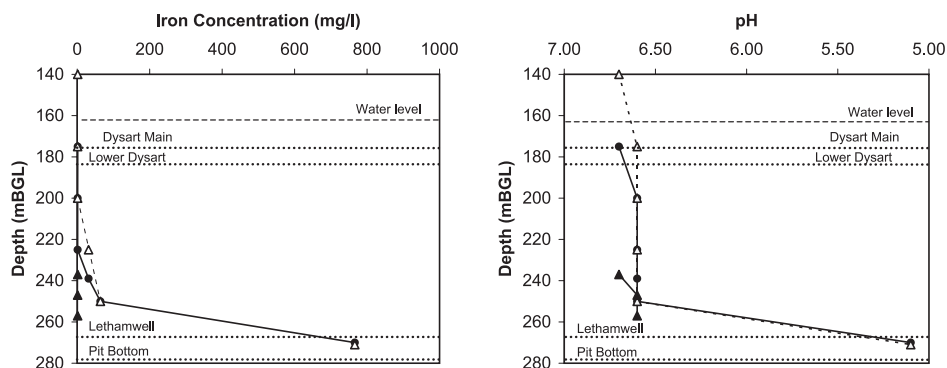 Iron Concentration (mg/l)
0 200 400 600 800 1000
140
160
180
200
220
240
260
280
Depth (mBGL)
Water level
Dysart Main
Lower Dysart
Lethamwell
Pit Bottom
pH
7.00 6.50 6.00 5.50 5.00
140
160
180
200
220
240
260
280
Depth (mBGL)
Water level
Dysart Main
Lower Dysart
Lethamwell
Pit Bottom